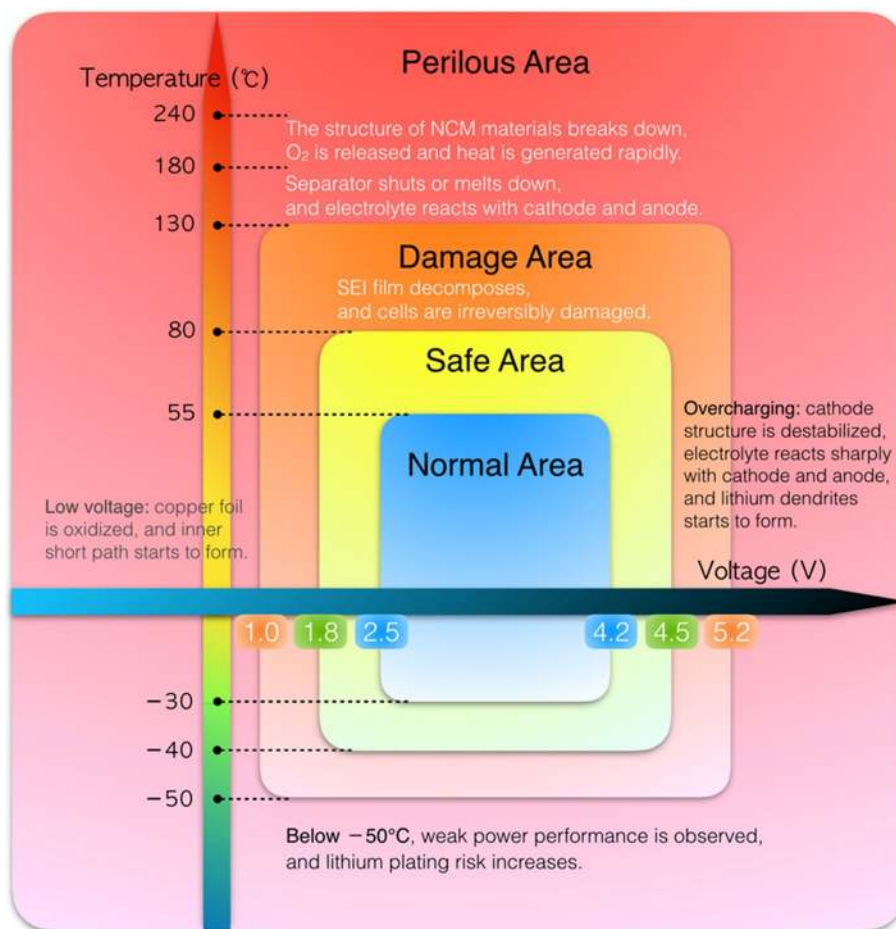 Perilous Area
Temperature (℃)
240
The structure of NCM materials breaks down,
O₂ is released and heat is generated rapidly.
180
Separator shuts or melts down,
and electrolyte reacts with cathode and anode.
130
Damage Area
SEI film decomposes,
and cells are irreversibly damaged.
80
Safe Area
55
Overcharging: cathode
structure is destabilized,
electrolyte reacts sharply
with cathode and anode,
and lithium dendrites
starts to form.
Normal Area
Low voltage: copper foil
is oxidized, and inner
short path starts to form.
Voltage (V)
1.0 1.8 2.5 4.2 4.5 5.2
−30
−40
−50
Below −50°C, weak power performance is observed,
and lithium plating risk increases.